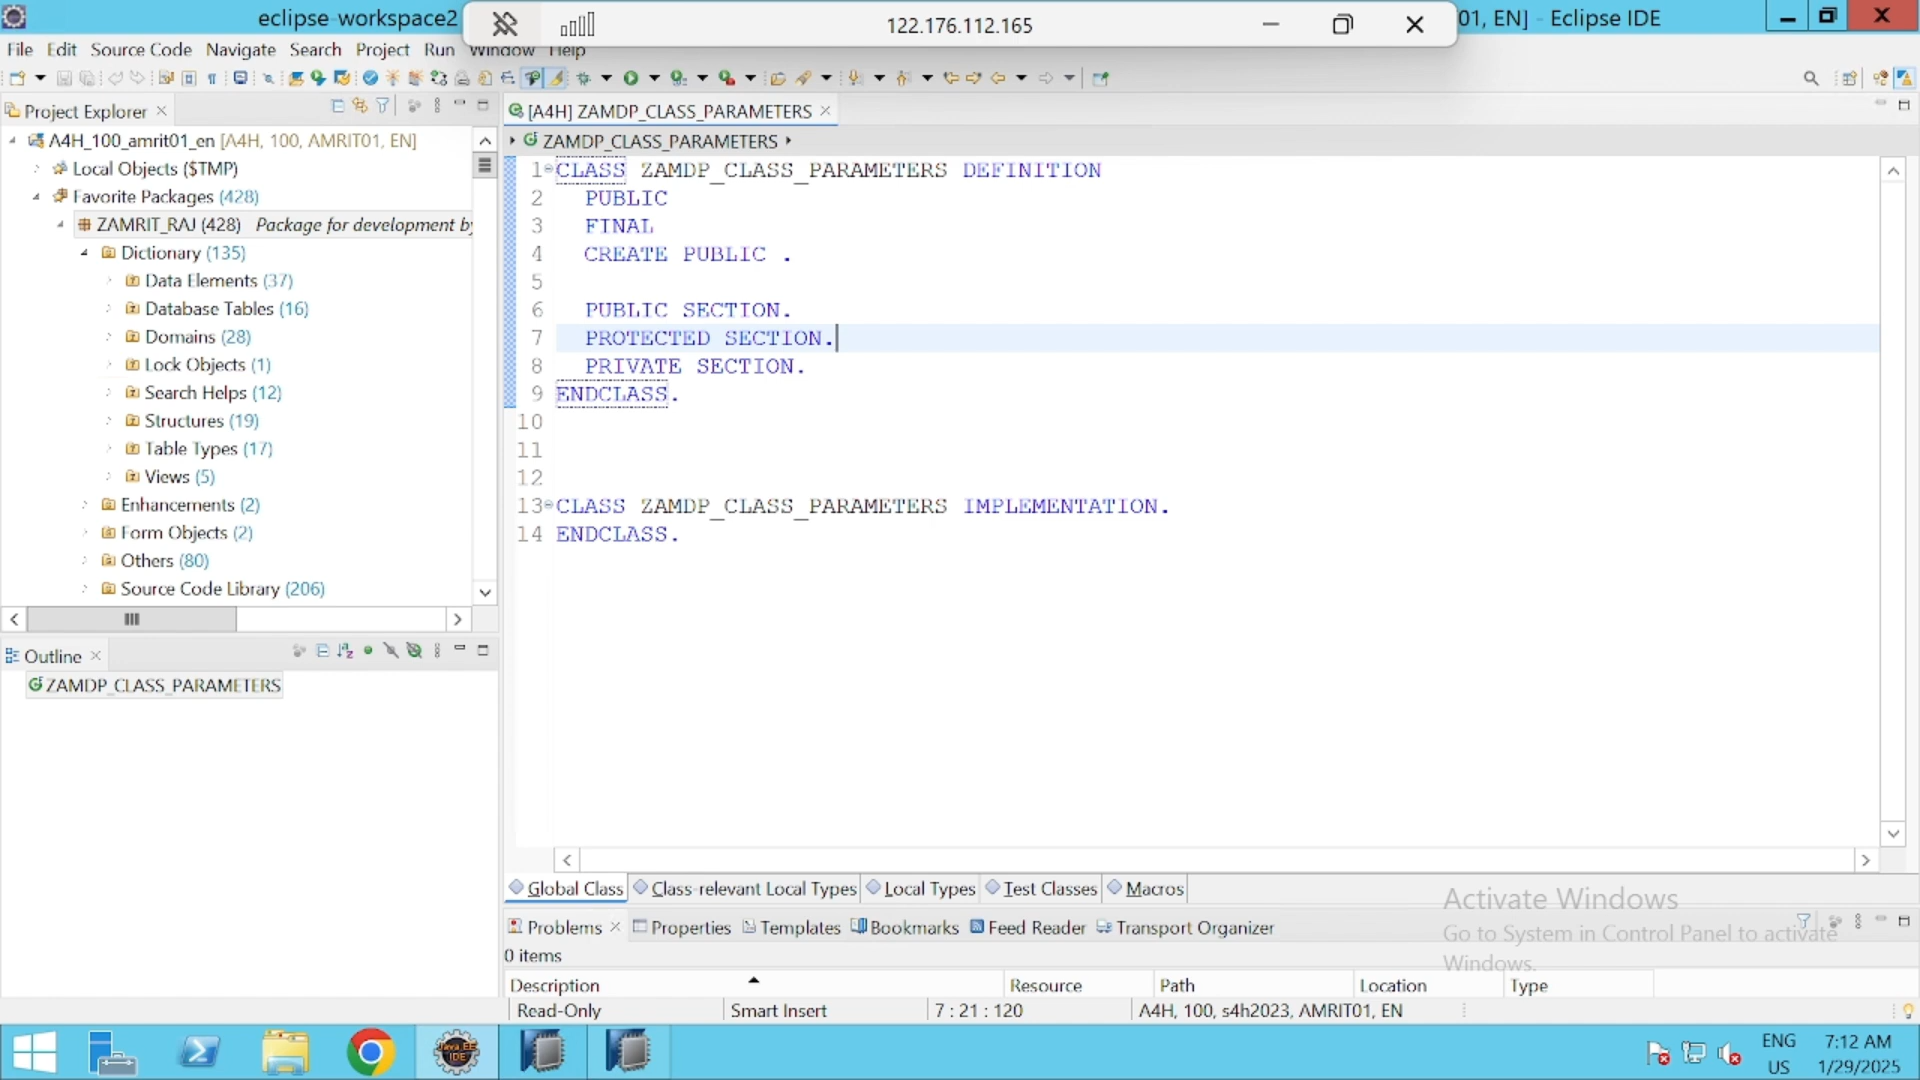 eclipse-workspace2
122.176.112.165
01, EN] - Eclipse IDE
File Edit Source Code Navigate Search Project Run Window Help
Project Explorer
[A4H] ZAMDP_CLASS_PARAMETERS
A4H_100_amrit01_en [A4H, 100, AMRIT01, EN]
ZAMDP_CLASS_PARAMETERS
Local Objects ($TMP)
Favorite Packages (428)
ZAMRIT_RAJ (428) Package for development by
Dictionary (135)
Data Elements (37)
Database Tables (16)
Domains (28)
Lock Objects (1)
Search Helps (12)
Structures (19)
Table Types (17)
Views (5)
Enhancements (2)
Form Objects (2)
Others (80)
Source Code Library (206)
1 CLASS ZAMDP_CLASS_PARAMETERS DEFINITION
2 PUBLIC
3 FINAL
4 CREATE PUBLIC .
5
6 PUBLIC SECTION.
7 PROTECTED SECTION.
8 PRIVATE SECTION.
9 ENDCLASS.
10
11
12
13 CLASS ZAMDP_CLASS_PARAMETERS IMPLEMENTATION.
14 ENDCLASS.
Outline
ZAMDP_CLASS_PARAMETERS
Global Class Class-relevant Local Types Local Types Test Classes Macros
Problems Properties Templates Bookmarks Feed Reader Transport Organizer
0 items
Description Resource Path Location Type
Activate Windows
Go to System in Control Panel to activate
Windows.
Read-Only Smart Insert 7 : 21 : 120 A4H, 100, s4h2023, AMRIT01, EN
Java EE
IDE
ENG
US
7:12 AM
1/29/2025